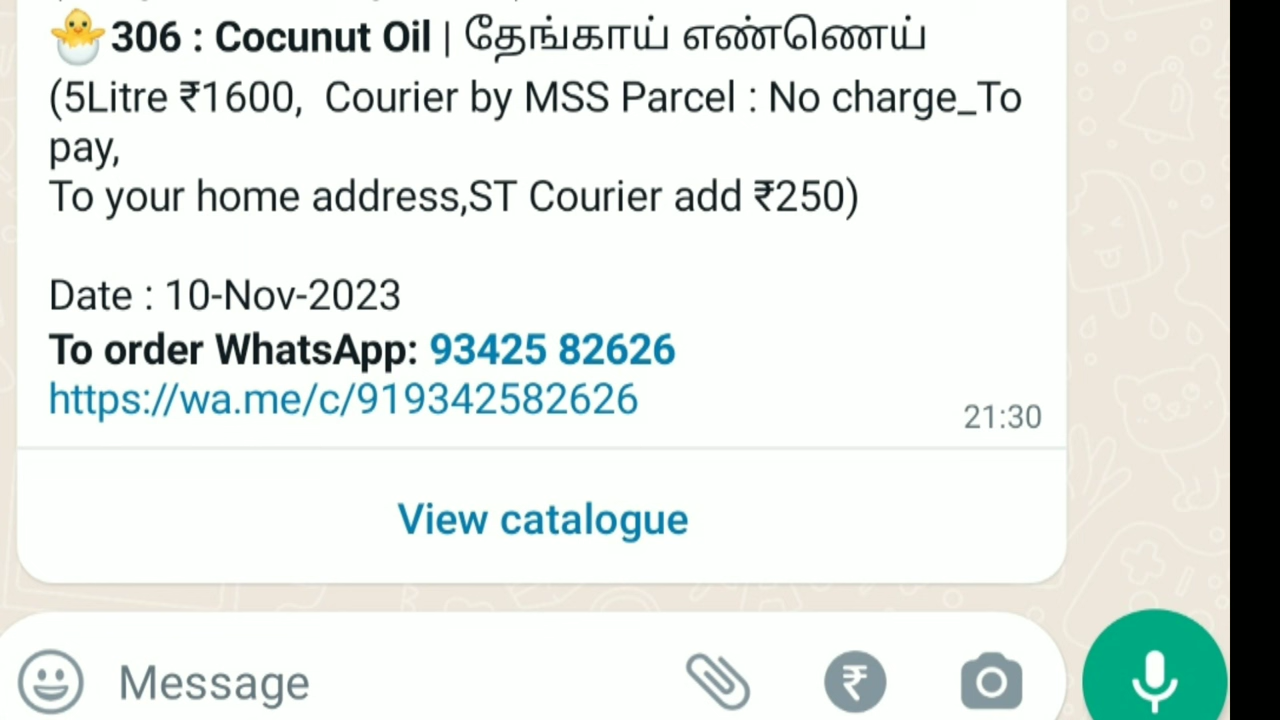 🐣306 : Cocunut Oil | தேங்காய் எண்ணெய்
(5Litre ₹1600,  Courier by MSS Parcel : No charge_To
pay,
To your home address,ST Courier add ₹250)
Date : 10-Nov-2023
To order WhatsApp: 93425 82626
https://wa.me/c/919342582626
21:30
View catalogue
Message